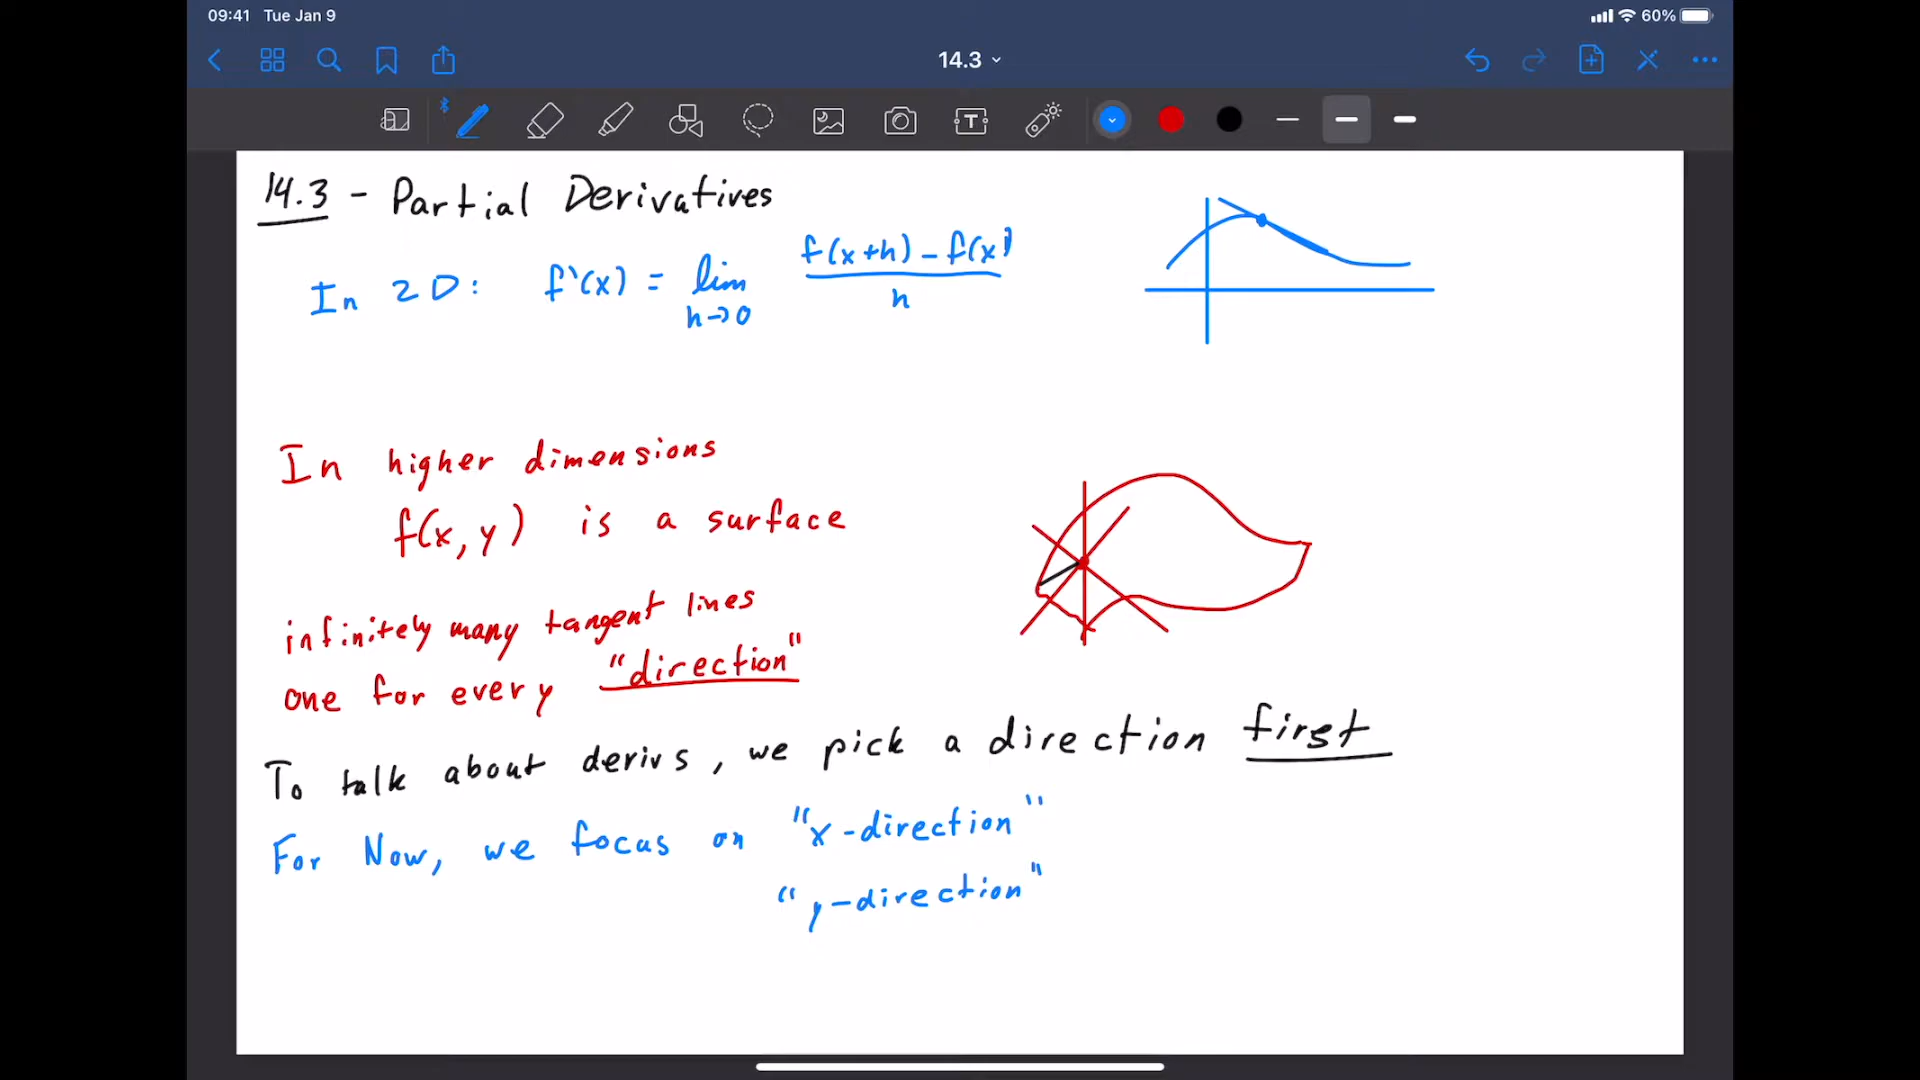 09:41 Tue Jan 9
60%
14.3
T
14.3 - Partial Derivatives
In 2D: f'(x) = lim h→0 f(x+h) - f(x) / h
In higher dimensions
f(x, y) is a surface
infinitely many tangent lines
one for every "direction"
To talk about derivs, we pick a direction first
For Now, we focus on "x-direction"
"y-direction"